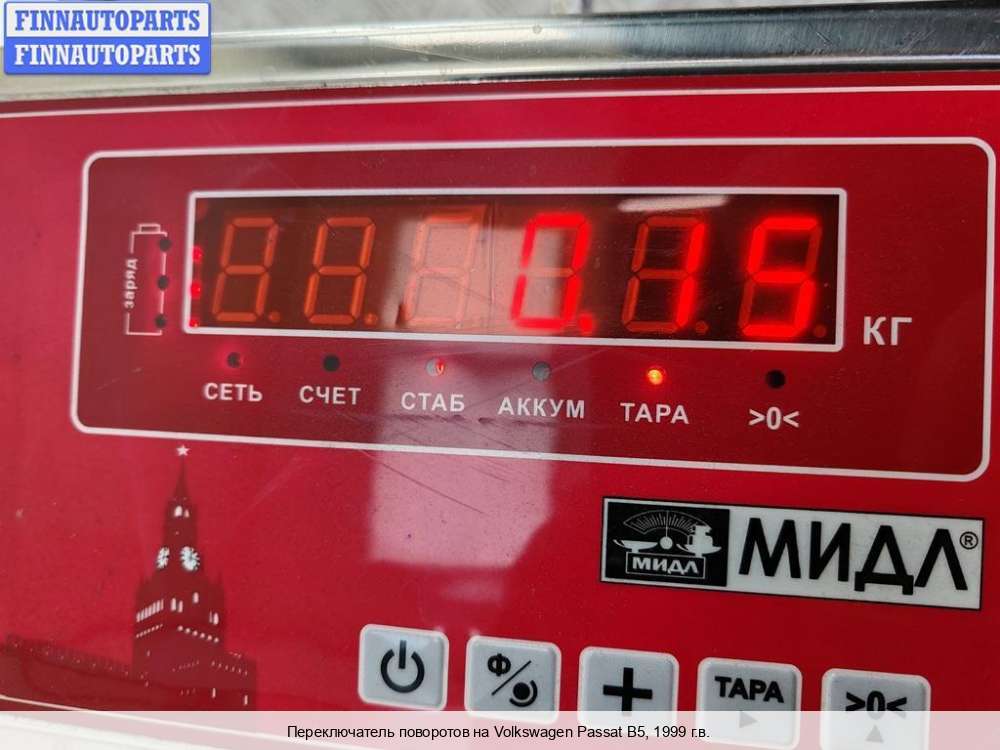 FINNAUTOPARTS
FINNAUTOPARTS
заряд
0.15
КГ
СЕТЬ СЧЕТ СТАБ АККУМ ТАРА >0<
МИДЛ МИДЛ®
Ф
ТАРА
>0<
Переключатель поворотов на Volkswagen Passat B5, 1999 г.в.